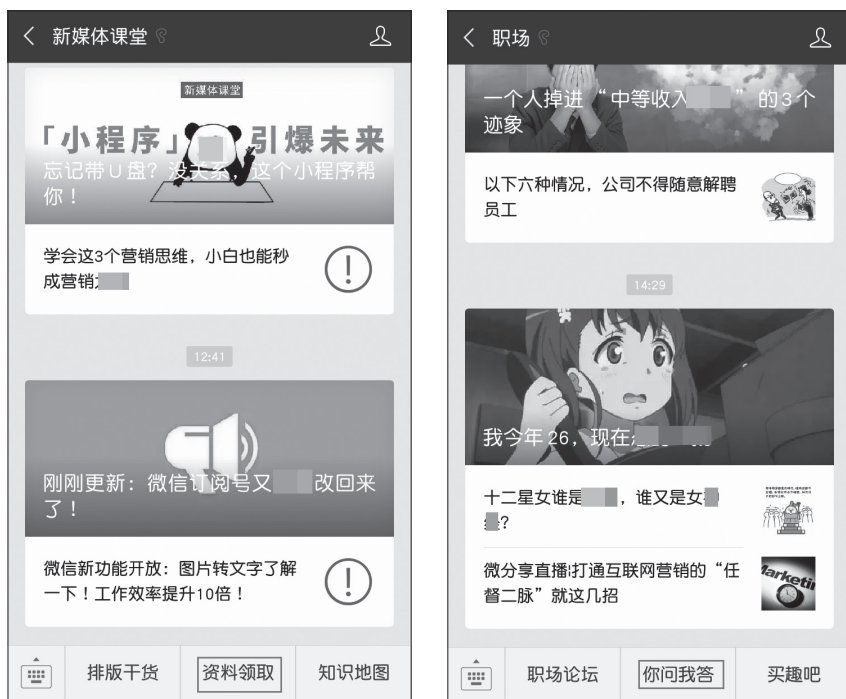 新媒体课堂
新媒体课堂
「小程序」引爆未来
忘记带U盘？没关系，这个小程序帮
你！
学会这3个营销思维，小白也能秒
成营销
12:41
刚刚更新：微信订阅号又 改回来
了！
微信新功能开放：图片转文字了解
一下！工作效率提升10倍！
排版干货 资料领取 知识地图
职场
一个人掉进“中等收入 ”的3个
迹象
以下六种情况，公司不得随意解聘
员工
14:29
我今年26，现在
十二星女谁是 ，谁又是女
？
微分享直播:打通互联网营销的“任
督二脉”就这几招
Marketi
职场论坛 你问我答 买趣吧